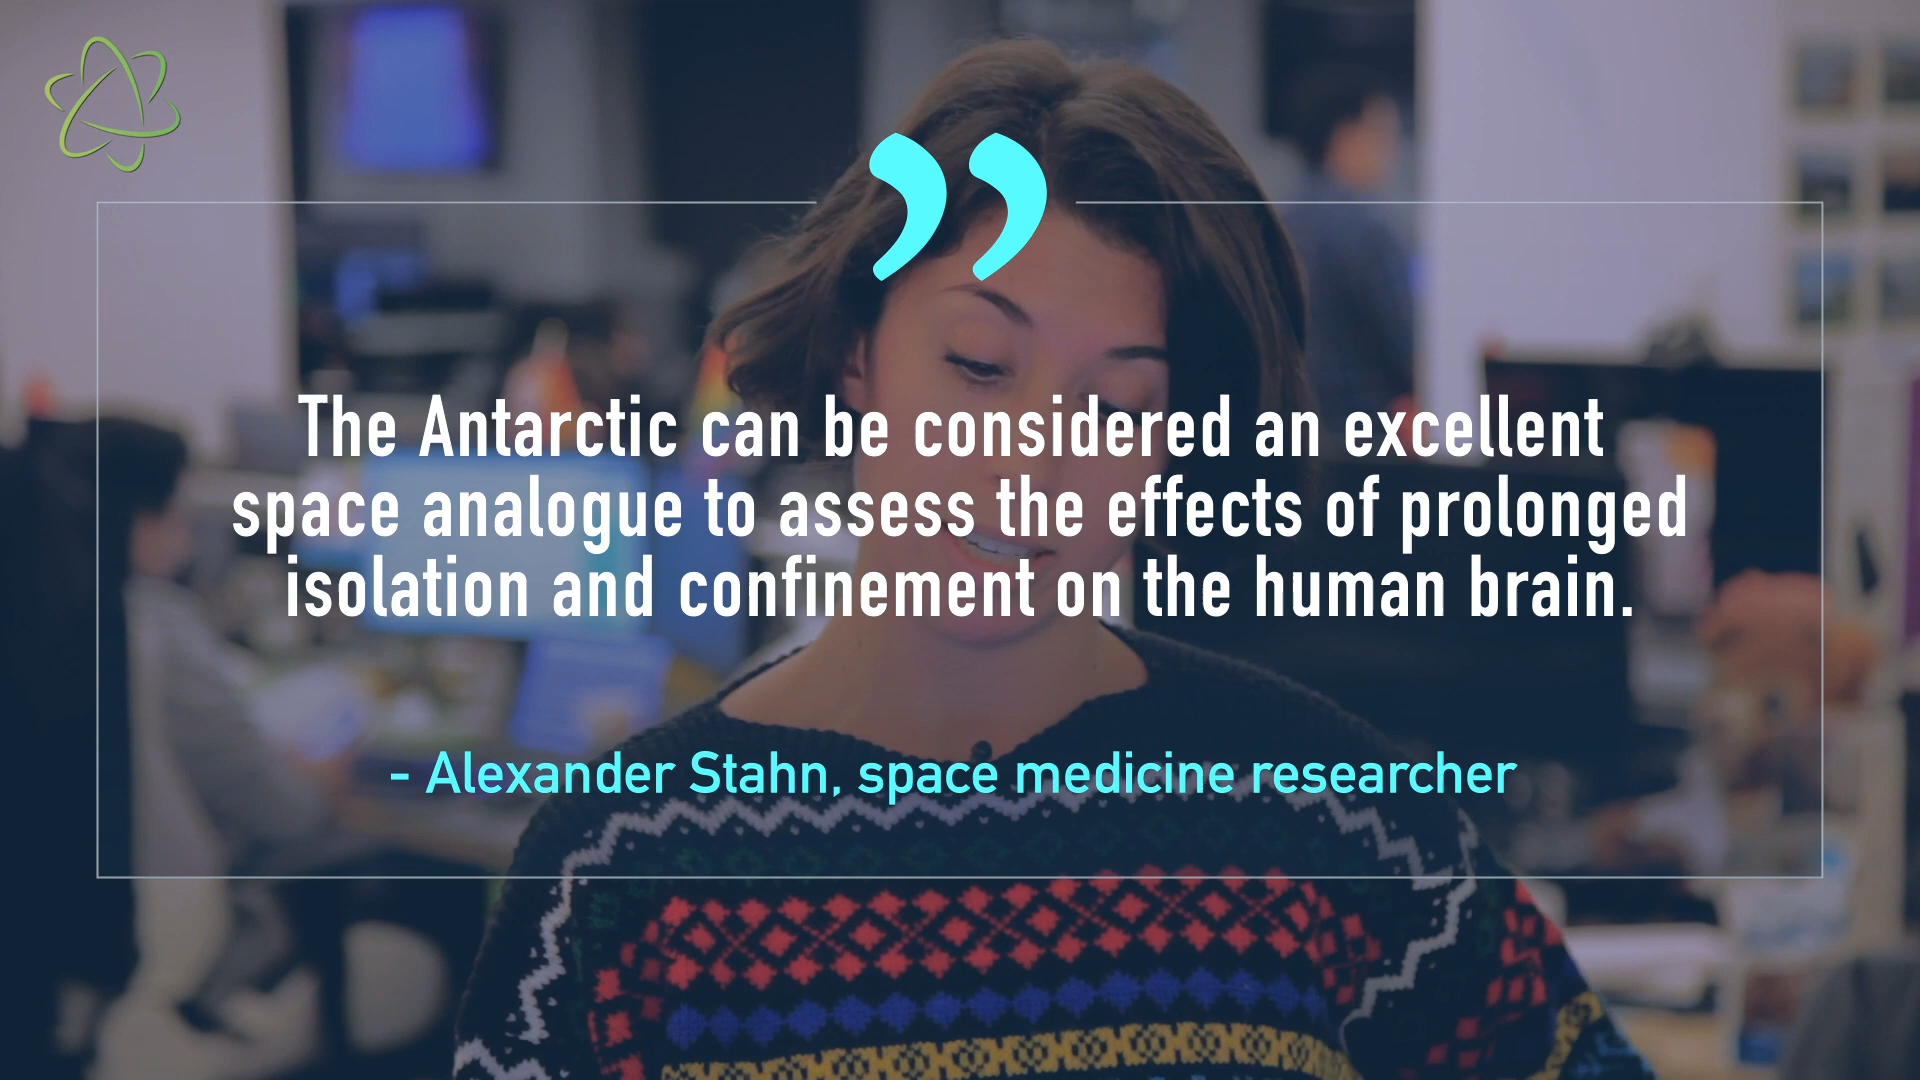 ”
The Antarctic can be considered an excellent
space analogue to assess the effects of prolonged
isolation and confinement on the human brain.
- Alexander Stahn, space medicine researcher